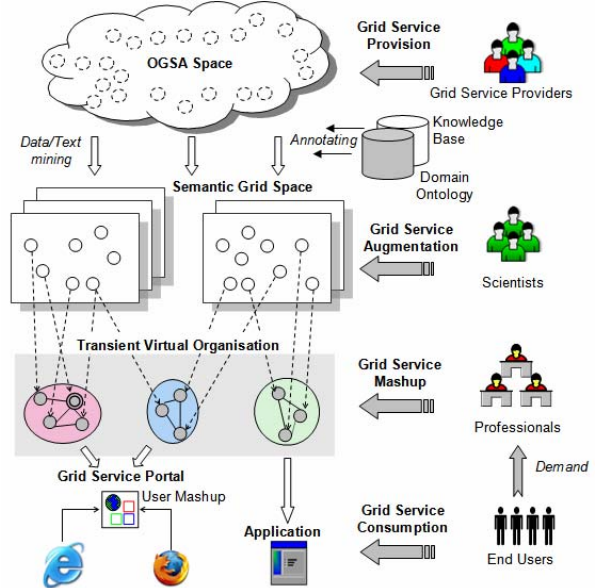 Grid Service
Provision
OGSA Space
Grid Service Providers
Data/Text
mining
Annotating
Knowledge
Base
Domain
Ontology
Semantic Grid Space
Grid Service
Augmentation
Scientists
Transient Virtual Organisation
Grid Service
Mashup
Professionals
Grid Service Portal
User Mashup
Demand
Application
Grid Service
Consumption
End Users